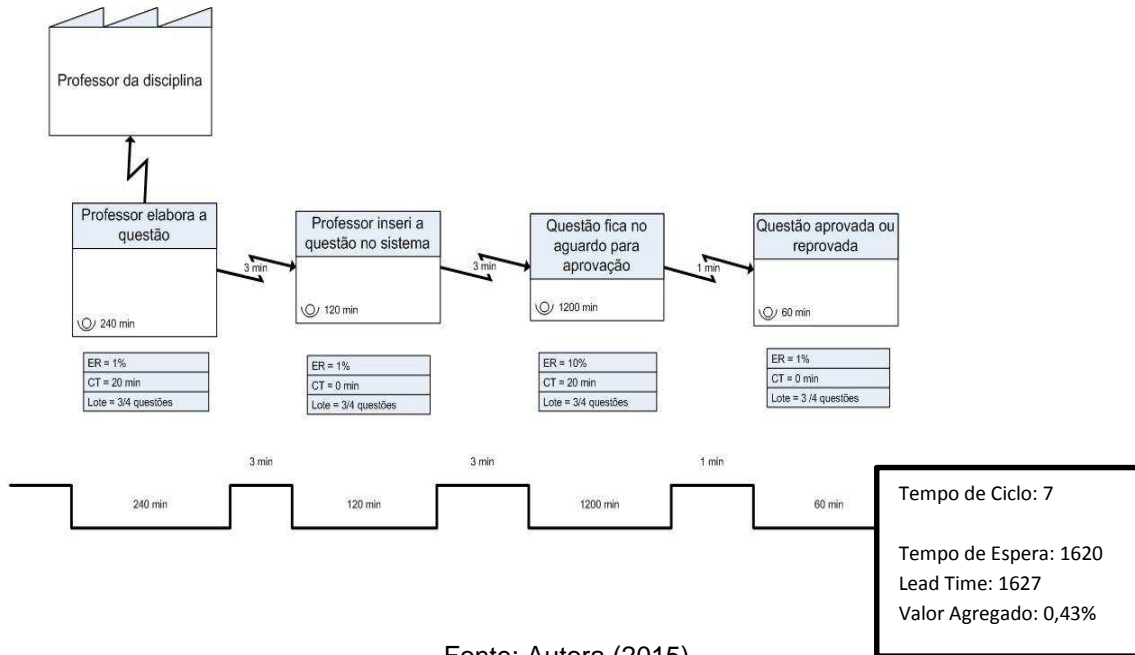 Professor da disciplina
Professor elabora a
questão
240 min
3 min
Professor inseri a
questão no sistema
120 min
3 min
Questão fica no
aguardo para
aprovação
1200 min
1 min
Questão aprovada ou
reprovada
60 min
ER = 1%
CT = 20 min
Lote = 3/4 questões
ER = 1%
CT = 0 min
Lote = 3/4 questões
ER = 10%
CT = 20 min
Lote = 3/4 questões
ER = 1%
CT = 0 min
Lote = 3 /4 questões
3 min
3 min
1 min
240 min
120 min
1200 min
60 min
Tempo de Ciclo: 7
Tempo de Espera: 1620
Lead Time: 1627
Valor Agregado: 0,43%
Fonte: Autora (2015)